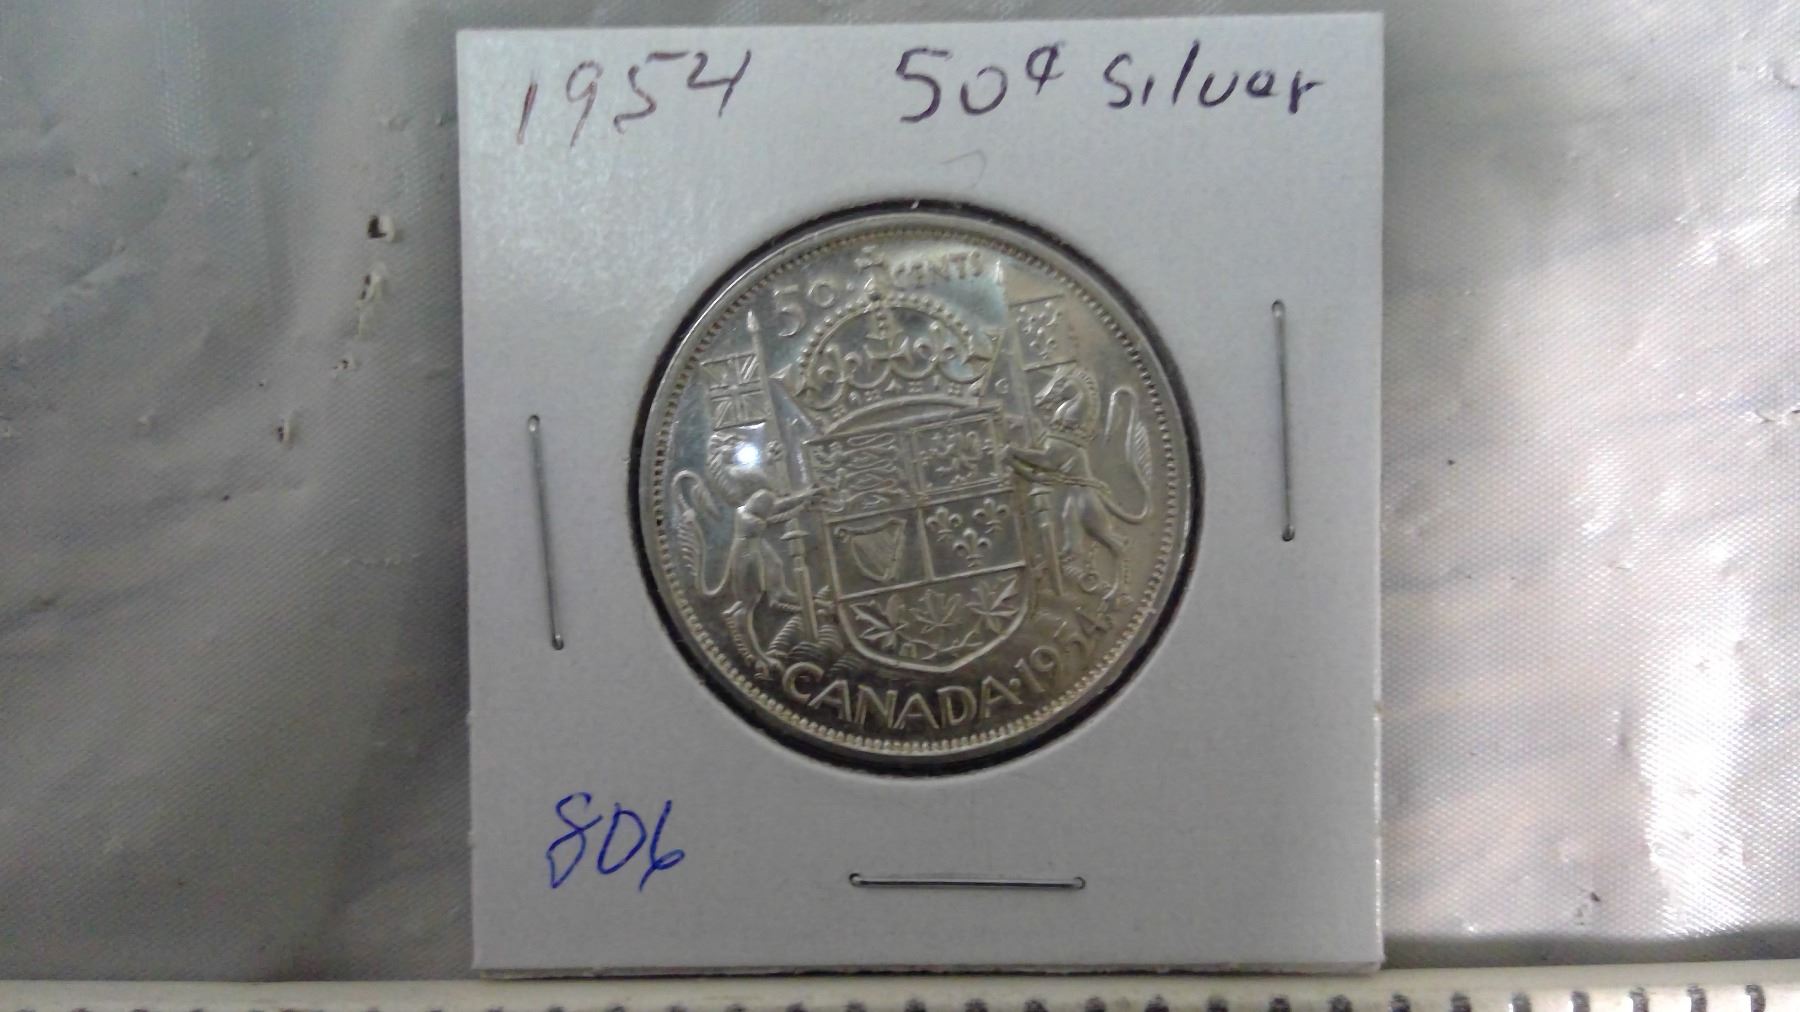 1954 50¢ Silver
50 · CENTS
CANADA · 1954
806